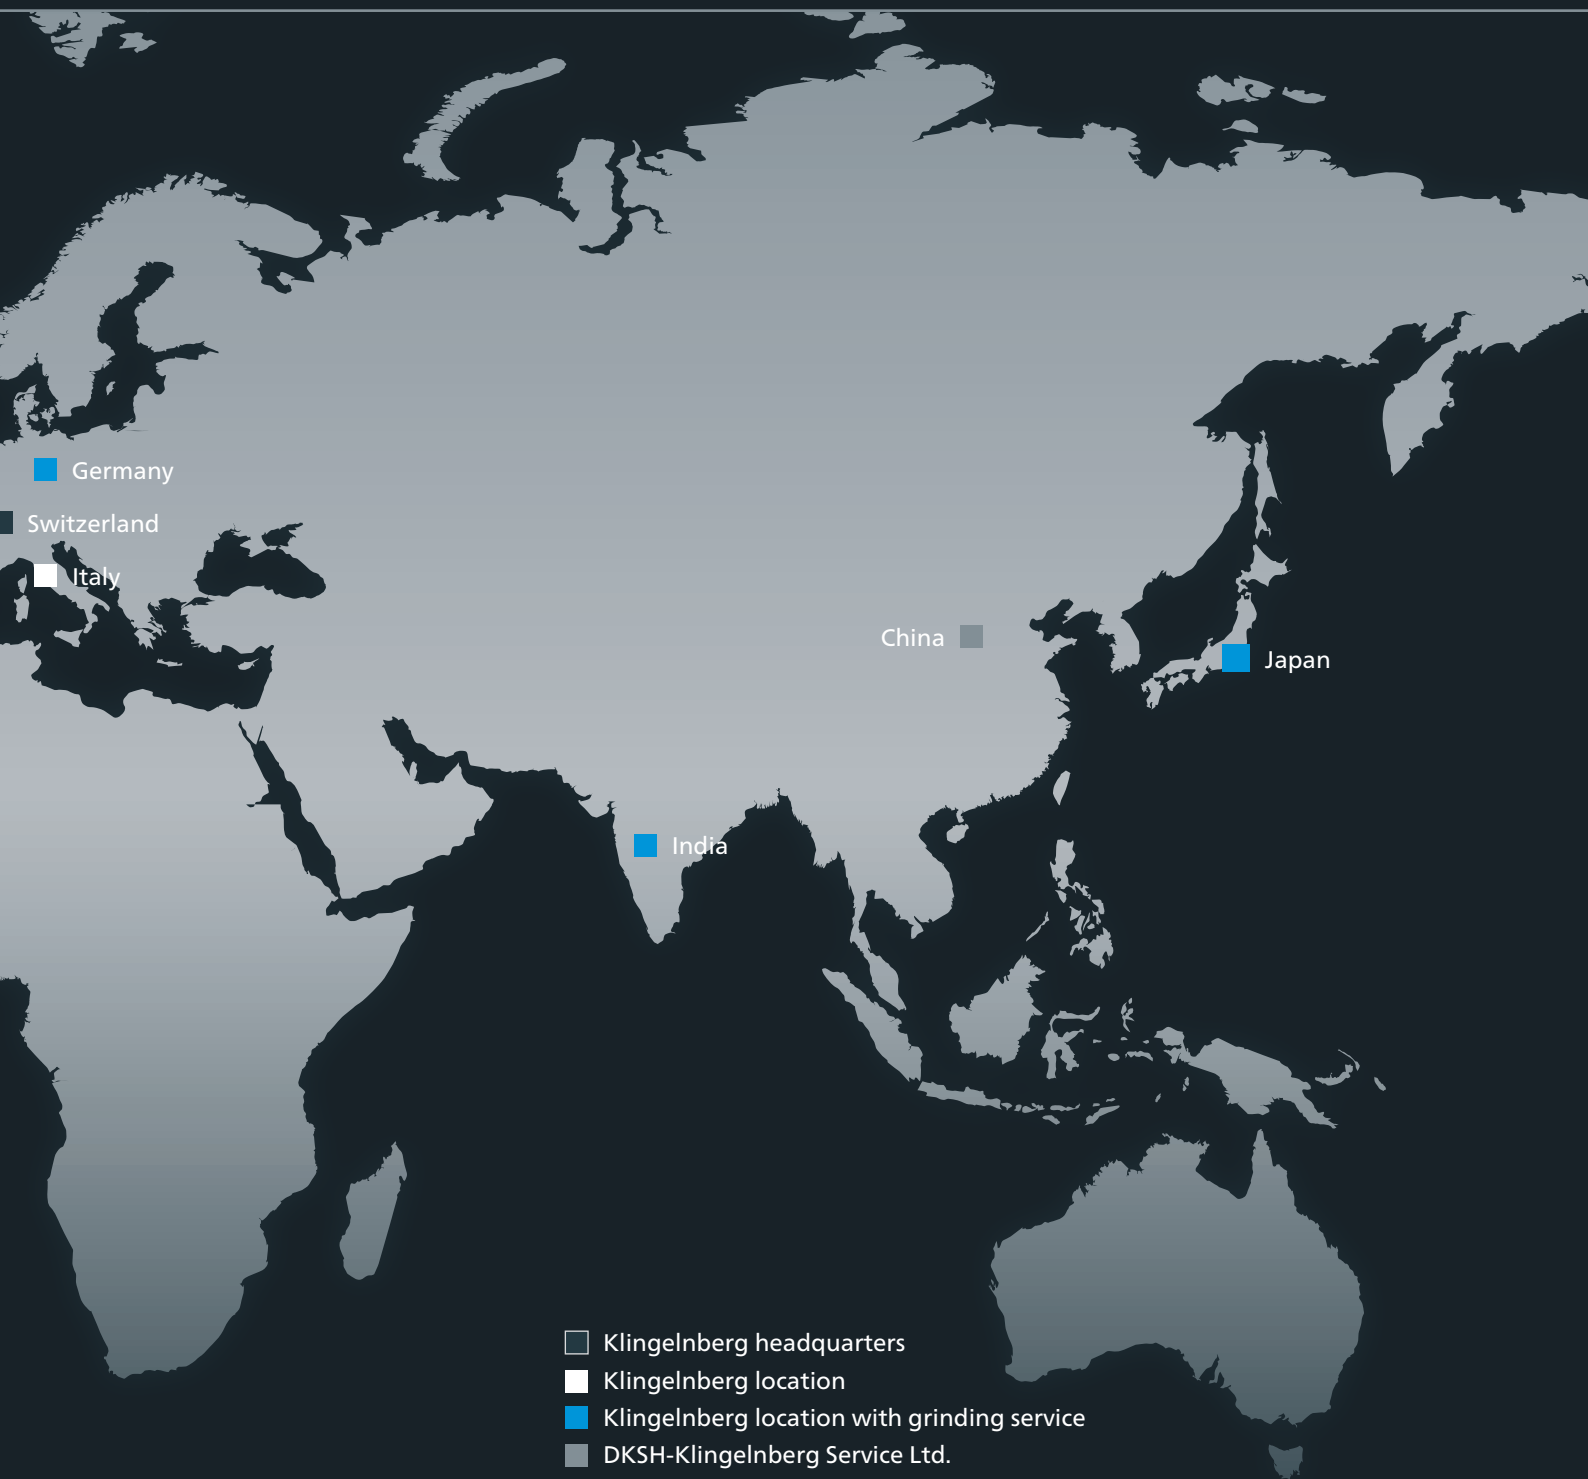 Germany
Switzerland
Italy
China
Japan
India
Klingelnberg headquarters
Klingelnberg location
Klingelnberg location with grinding service
DKSH-Klingelnberg Service Ltd.